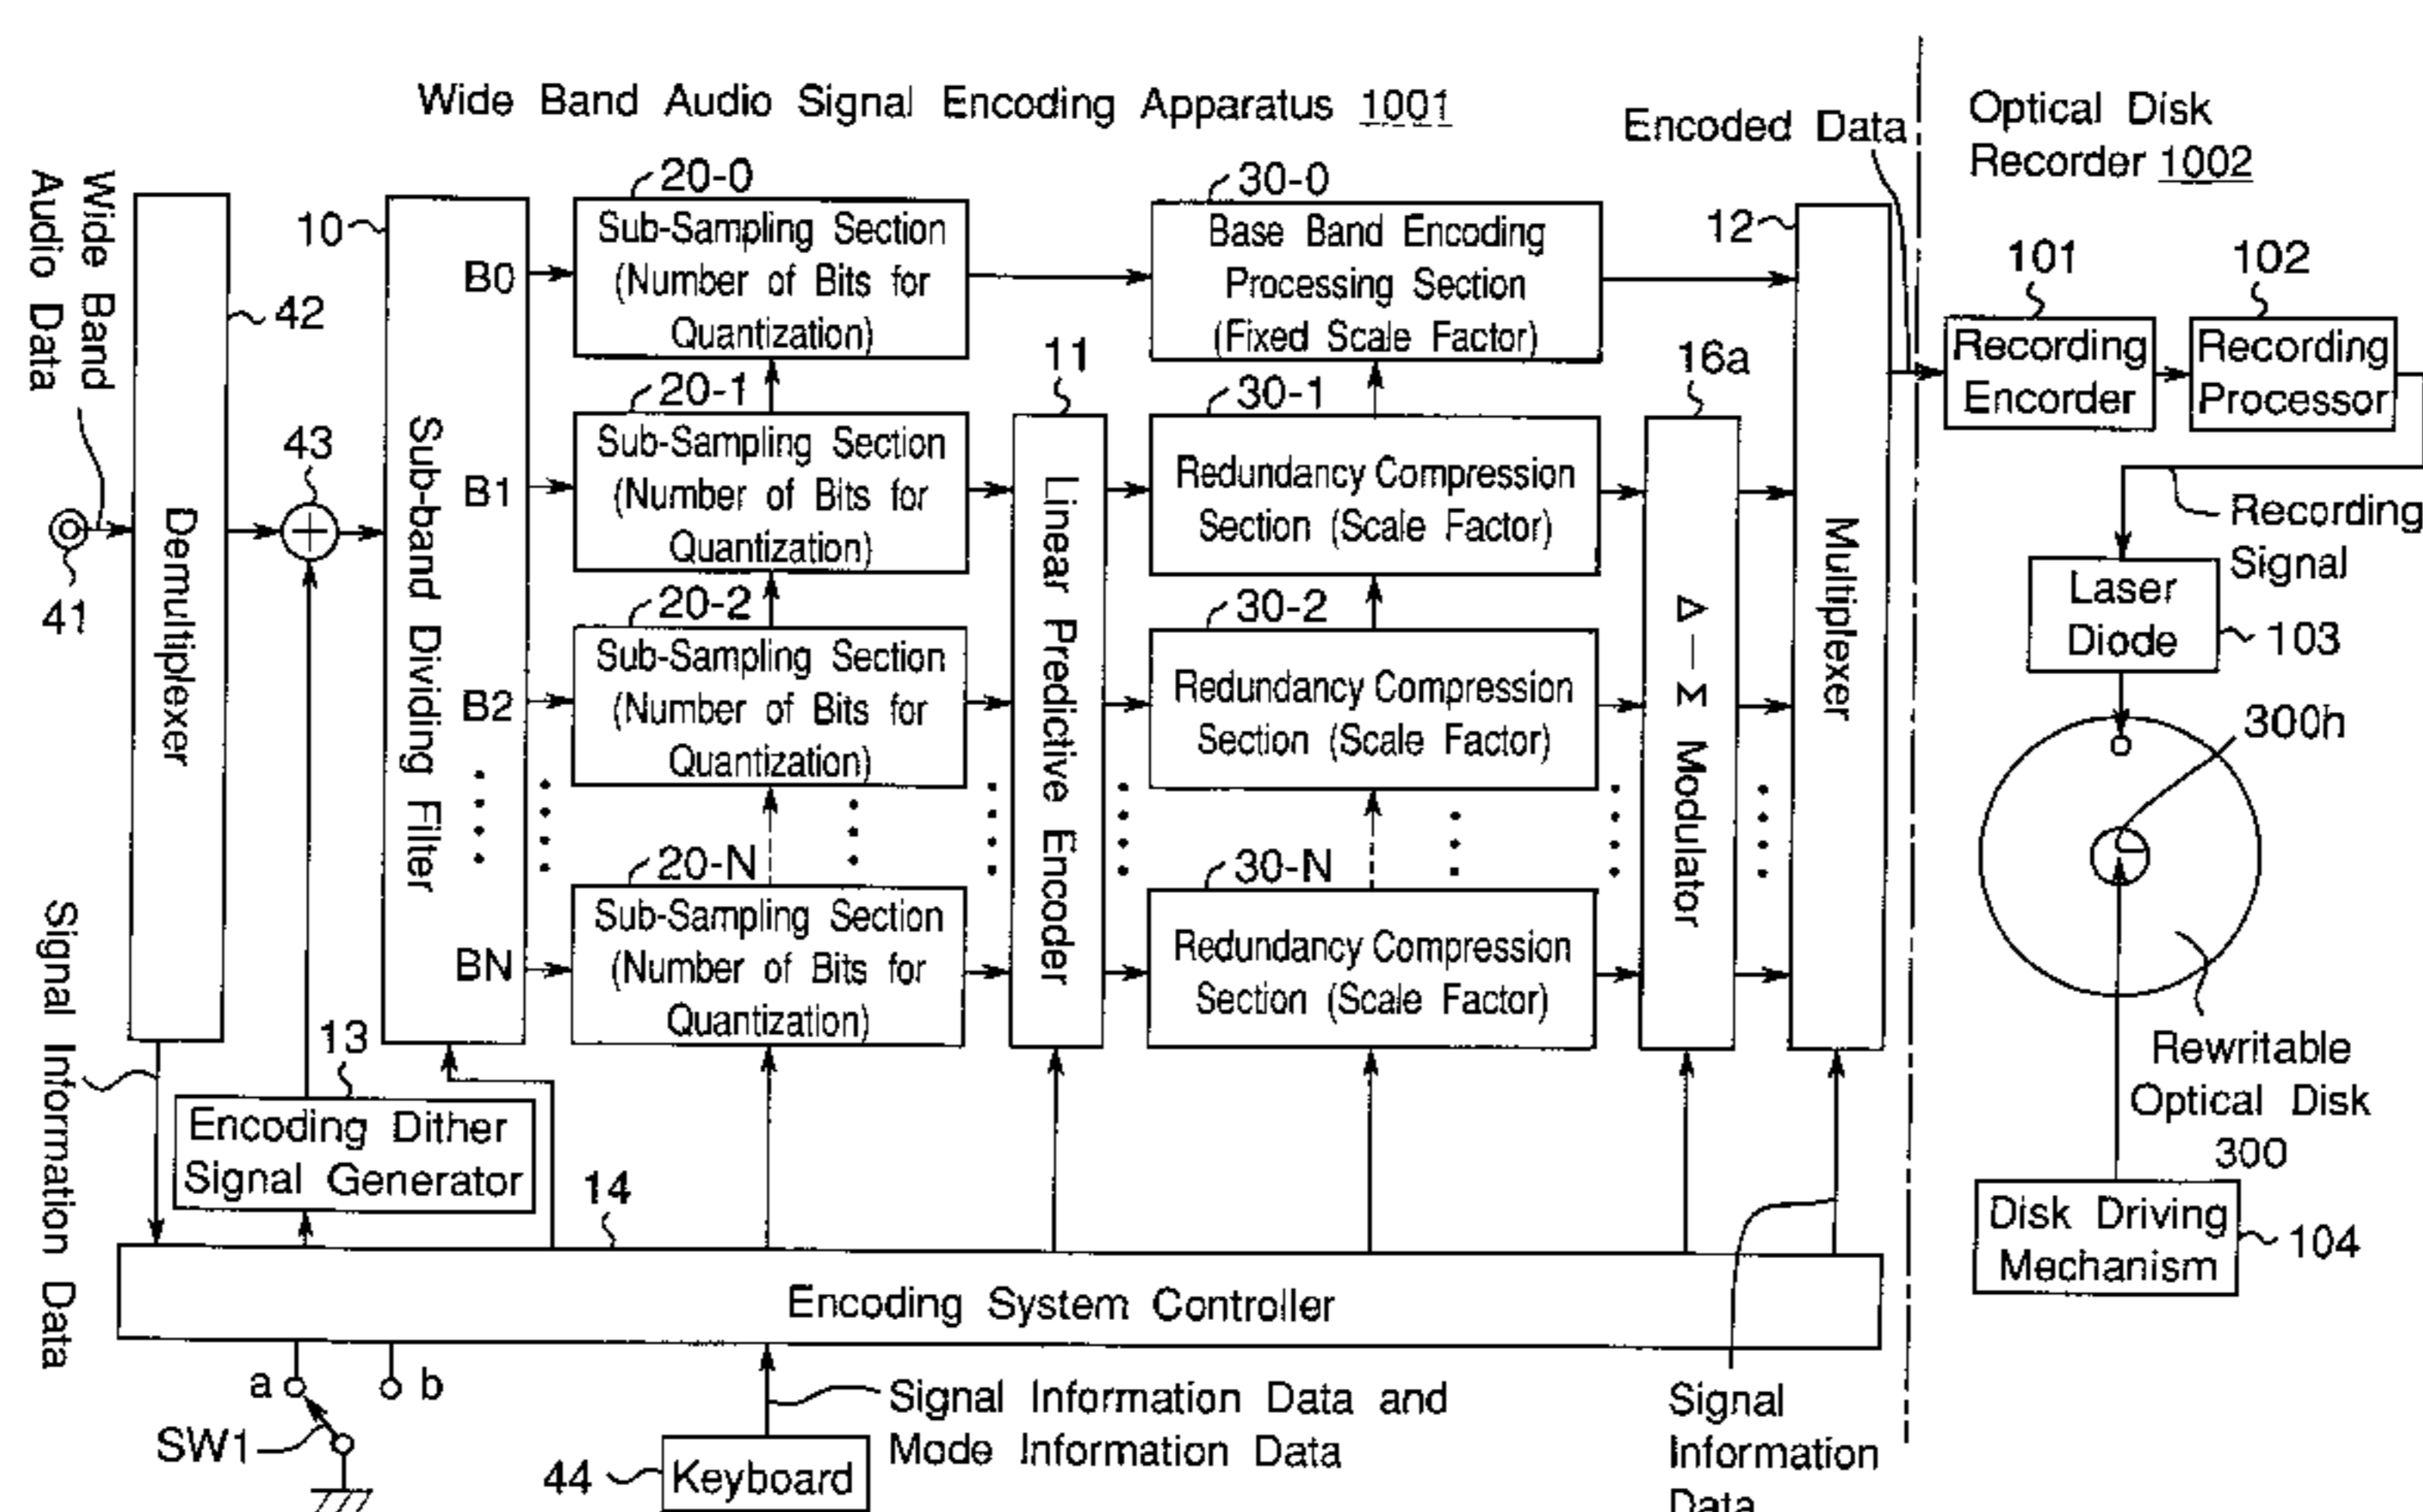 Wide Band Audio Signal Encoding Apparatus 1001
Encoded Data
Optical Disk
Recorder 1002
Wide Band
Audio Data
41
Demultiplexer
42
43
10
Sub-band Dividing Filter
B0
B1
B2
BN
20-0
Sub-Sampling Section
(Number of Bits for
Quantization)
20-1
Sub-Sampling Section
(Number of Bits for
Quantization)
20-2
Sub-Sampling Section
(Number of Bits for
Quantization)
20-N
Sub-Sampling Section
(Number of Bits for
Quantization)
11
Linear Predictive Encoder
30-0
Base Band Encoding
Processing Section
(Fixed Scale Factor)
30-1
Redundancy Compression
Section (Scale Factor)
30-2
Redundancy Compression
Section (Scale Factor)
30-N
Redundancy Compression
Section (Scale Factor)
16a
Δ—Σ Modulator
12
Multiplexer
101
Recording
Encorder
102
Recording
Processor
Recording
Signal
Laser
Diode
103
300h
Rewritable
Optical Disk
300
Disk Driving
Mechanism
104
Signal Information Data
13
Encoding Dither
Signal Generator
14
Encoding System Controller
a
b
SW1
44
Keyboard
Signal Information Data and
Mode Information Data
Signal
Information
Data